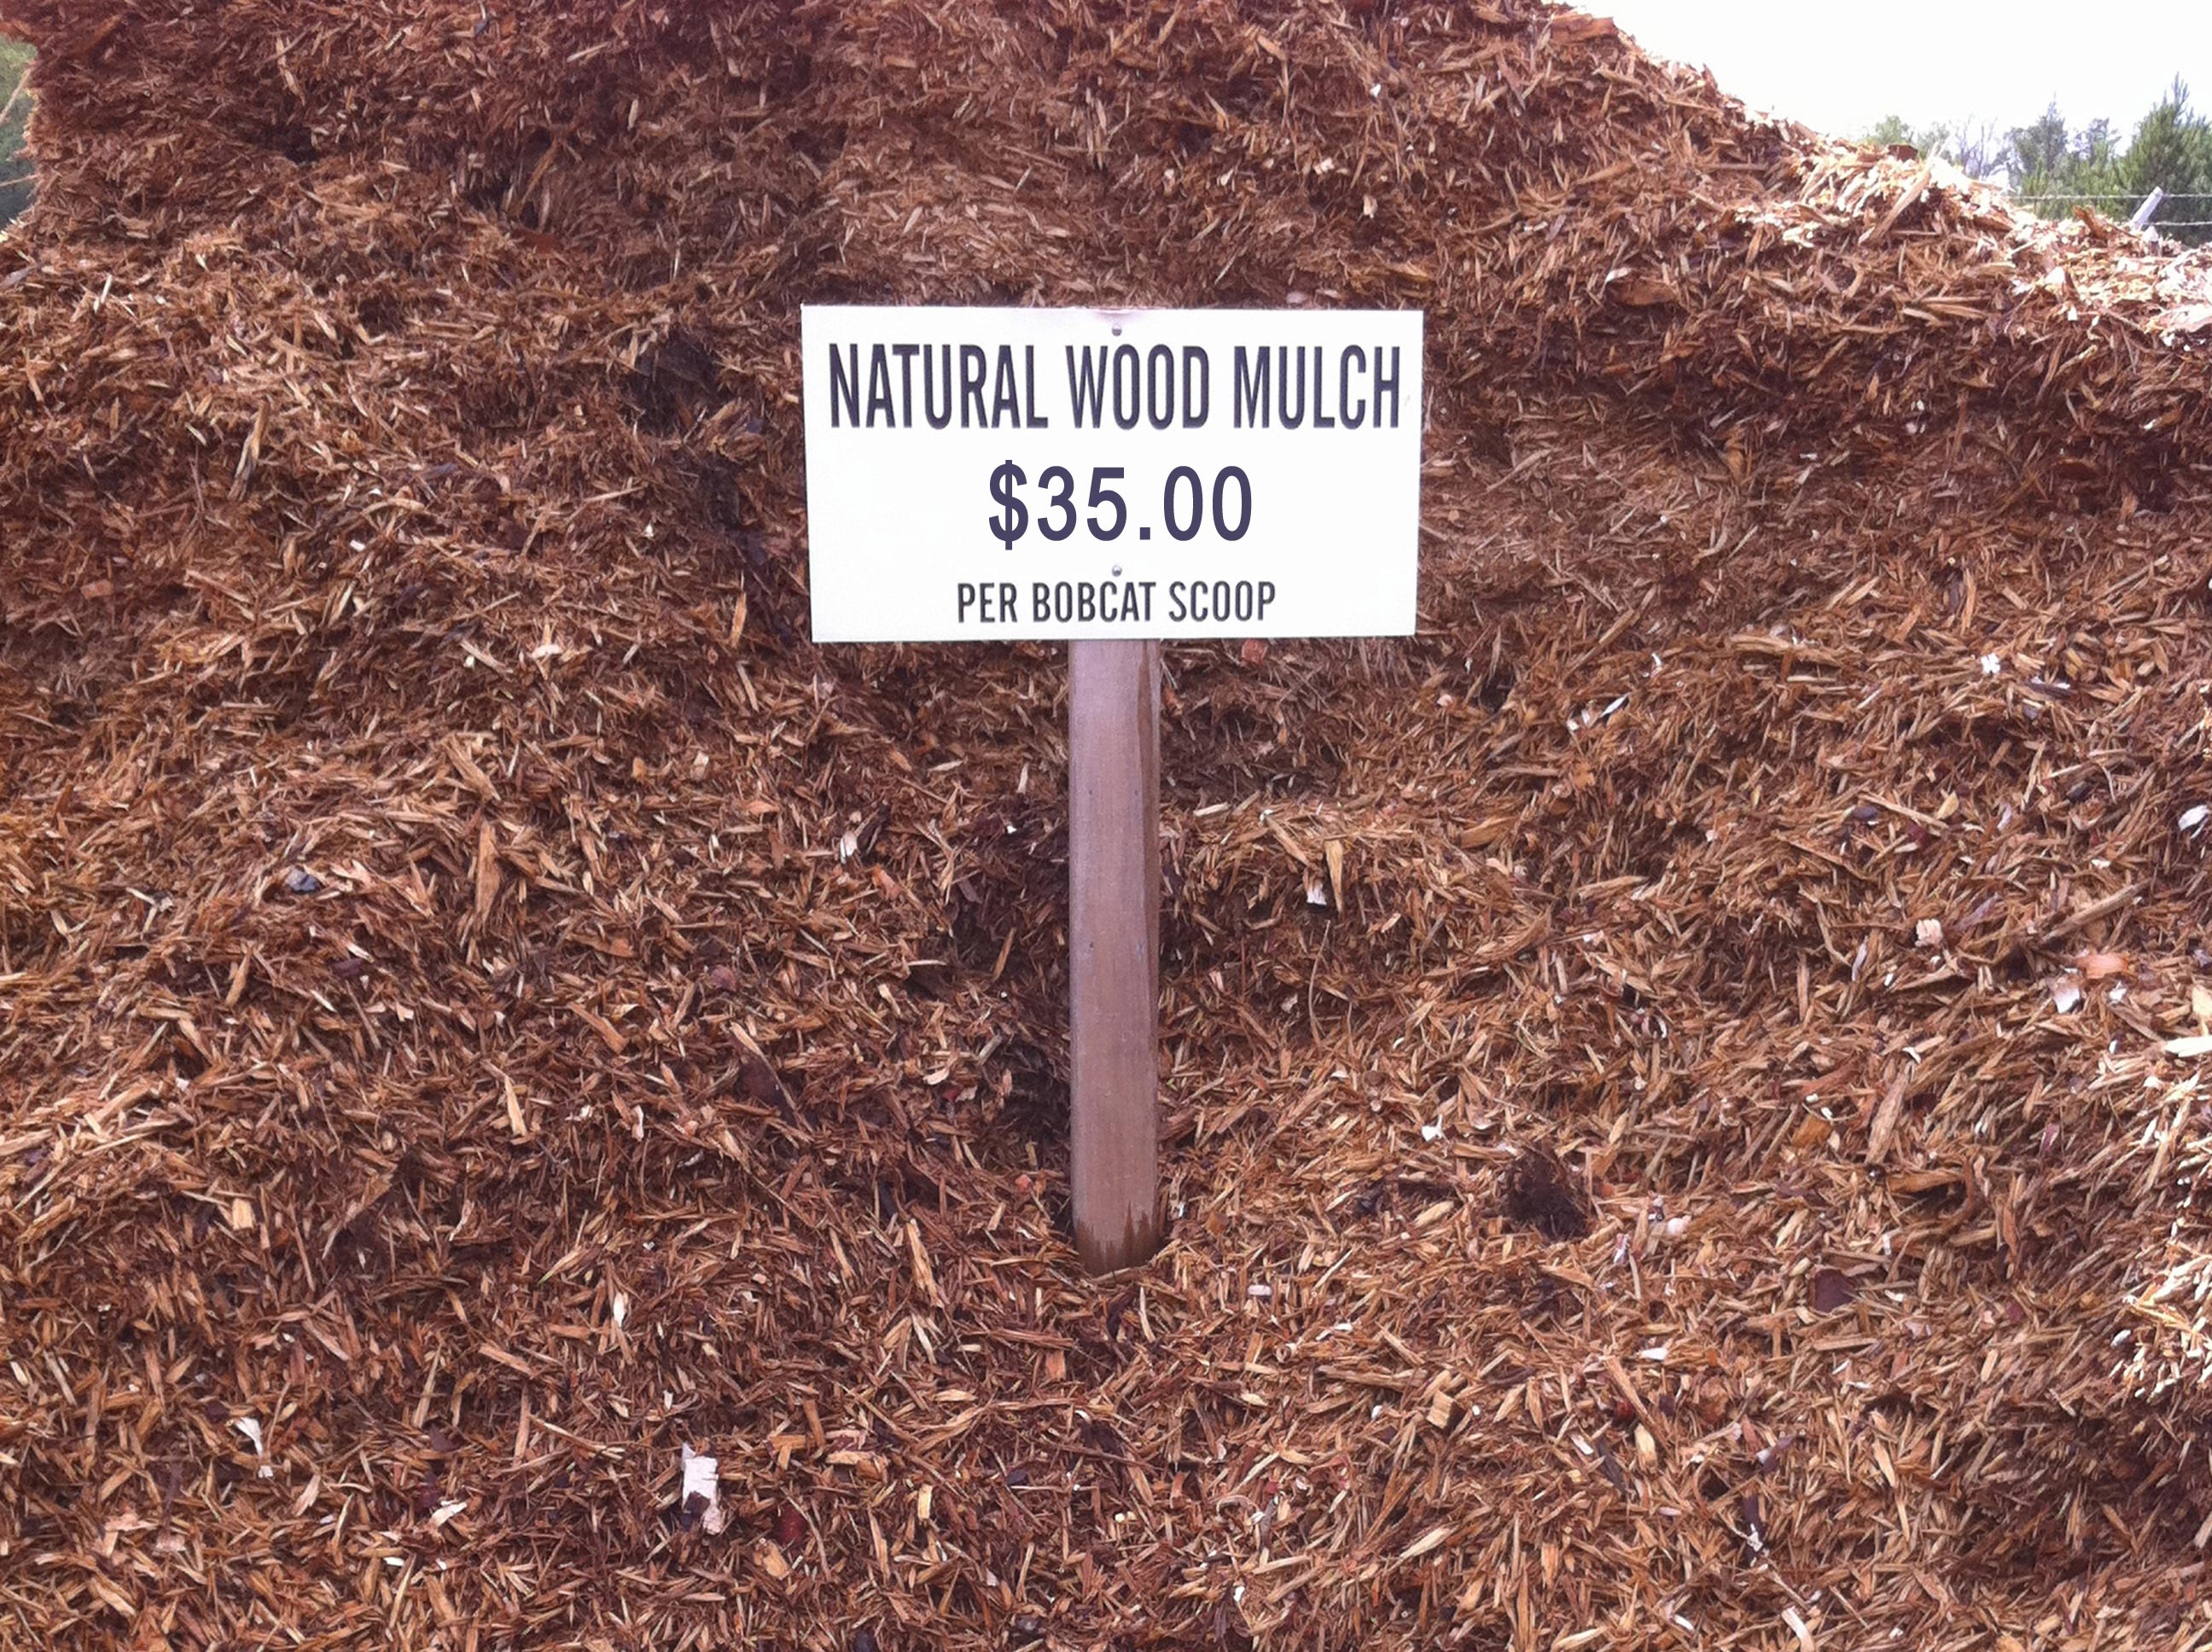 NATURAL WOOD MULCH
$35.00
PER BOBCAT SCOOP